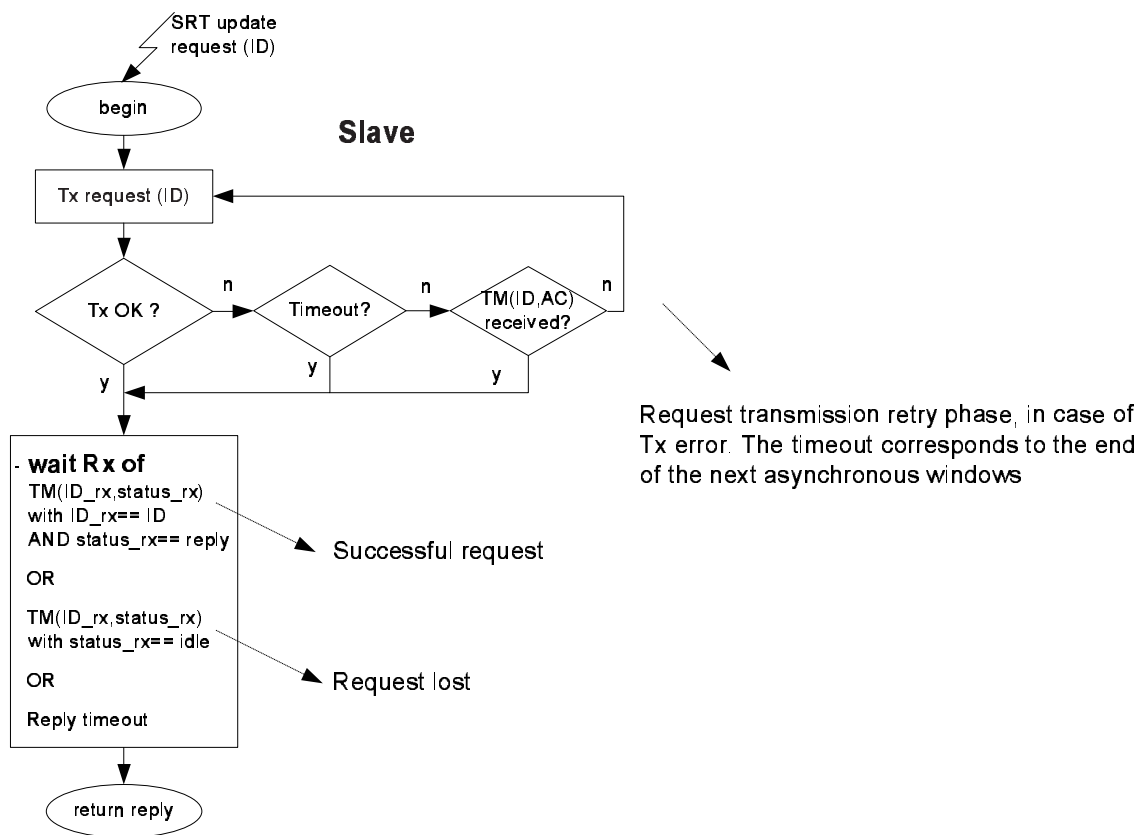 SRT update
request (ID)
begin
Slave
Tx request (ID)
Tx OK ?
n
Timeout?
n
TM(ID,AC)
received?
n
y
y
y
Request transmission retry phase, in case of
Tx error. The timeout corresponds to the end
of the next asynchronous windows
- wait Rx of
TM(ID_rx,status_rx)
with ID_rx== ID
AND status_rx== reply
OR
TM(ID_rx,status_rx)
with status_rx== idle
OR
Reply timeout
Successful request
Request lost
return reply